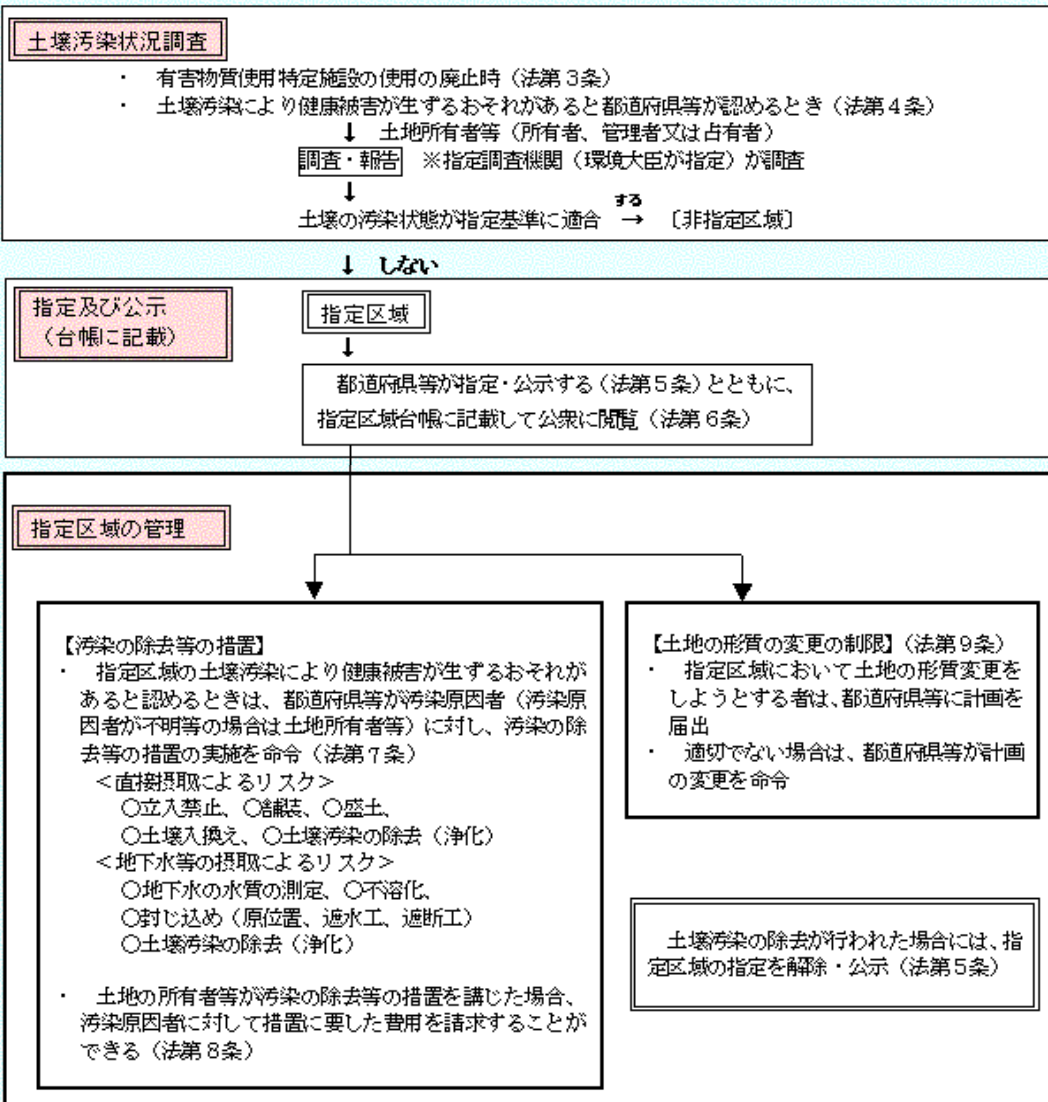 土壌汚染状況調査
・ 有害物質使用特定施設の使用の廃止時（法第３条）
・ 土壌汚染により健康被害が生ずるおそれがあると都道府県等が認めるとき（法第４条）
↓ 土地所有者等（所有者、管理者又は占有者）
調査・報告 ※指定調査機関（環境大臣が指定）が調査
↓
する
土壌の汚染状態が指定基準に適合 → 〔非指定区域〕
↓ しない
指定及び公示
（台帳に記載）
指定区域
↓
都道府県等が指定・公示する（法第５条）とともに、
指定区域台帳に記載して公衆に閲覧（法第６条）
指定区域の管理
【汚染の除去等の措置】
・ 指定区域の土壌汚染により健康被害が生ずるおそれが
あると認めるときは、都道府県等が汚染原因者（汚染原
因者が不明等の場合は土地所有者等）に対し、汚染の除
去等の措置の実施を命令（法第７条）
＜直接摂取によるリスク＞
○立入禁止、○舗装、○盛土、
○土壌入換え、○土壌汚染の除去（浄化）
＜地下水等の摂取によるリスク＞
○地下水の水質の測定、○不溶化、
○封じ込め（原位置、遮水工、遮断工）
○土壌汚染の除去（浄化）
・ 土地の所有者等が汚染の除去等の措置を講じた場合、
汚染原因者に対して措置に要した費用を請求することが
できる（法第８条）
【土地の形質の変更の制限】（法第９条）
・ 指定区域において土地の形質変更を
しようとする者は、都道府県等に計画を
届出
・ 適切でない場合は、都道府県等が計画
の変更を命令
土壌汚染の除去が行われた場合には、指
定区域の指定を解除・公示（法第５条）